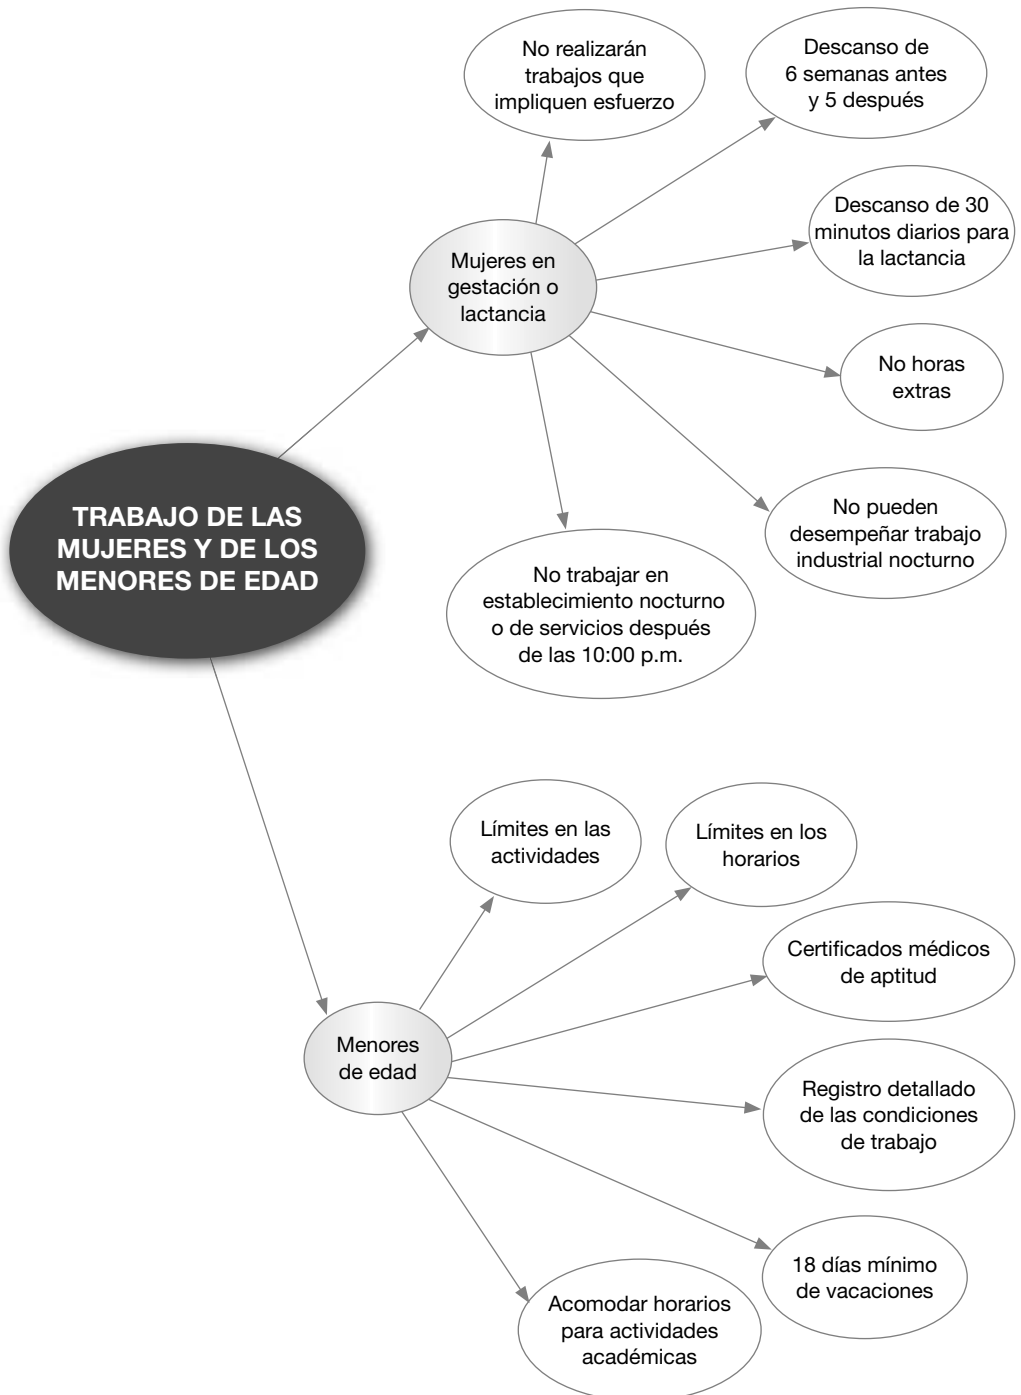 No realizarán
trabajos que
impliquen esfuerzo
Descanso de
6 semanas antes
y 5 después
Descanso de 30
minutos diarios para
la lactancia
Mujeres en
gestación o
lactancia
No horas
extras
No pueden
desempeñar trabajo
industrial nocturno
TRABAJO DE LAS
MUJERES Y DE LOS
MENORES DE EDAD
No trabajar en
establecimiento nocturno
o de servicios después
de las 10:00 p.m.
Límites en las
actividades
Límites en los
horarios
Certificados médicos
de aptitud
Menores
de edad
Registro detallado
de las condiciones
de trabajo
18 días mínimo
de vacaciones
Acomodar horarios
para actividades
académicas